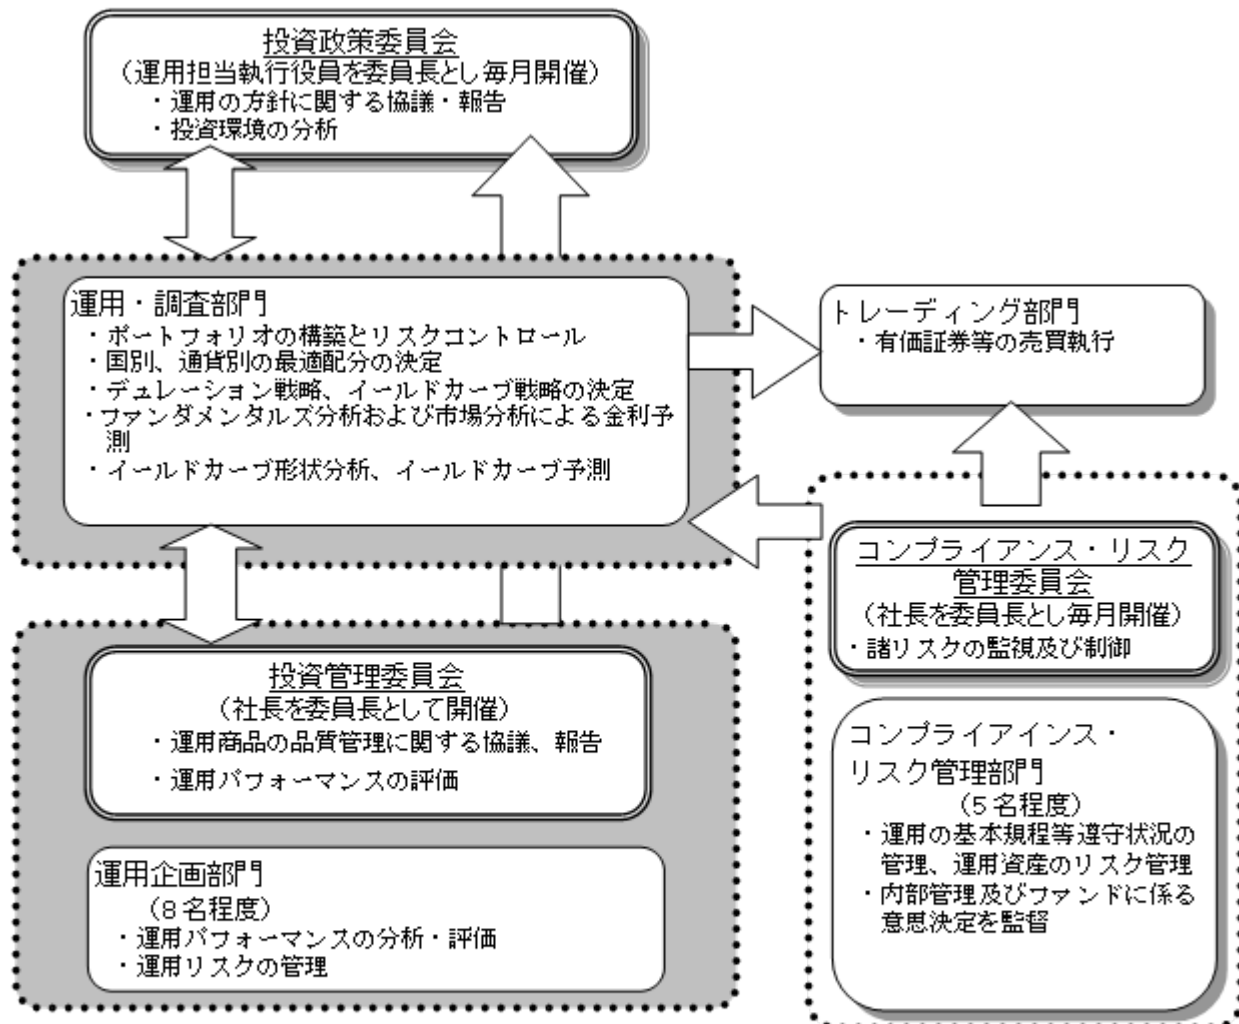 投資政策委員会
（運用担当執行役員を委員長とし毎月開催）
・運用の方針に関する協議・報告
・投資環境の分析
運用・調査部門
・ポートフォリオの構築とリスクコントロール
・国別、通貨別の最適配分の決定
・デュレーション戦略、イールドカーブ戦略の決定
・ファンダメンタルズ分析および市場分析による金利予
測
・イールドカーブ形状分析、イールドカーブ予測
トレーディング部門
・有価証券等の売買執行
コンプライアンス・リスク
管理委員会
（社長を委員長とし毎月開催）
・諸リスクの監視及び制御
投資管理委員会
（社長を委員長として開催）
・運用商品の品質管理に関する協議、報告
・運用パフォーマンスの評価
コンプライアインス・
リスク管理部門
（５名程度）
・運用の基本規程等遵守状況の
管理、運用資産のリスク管理
・内部管理及びファンドに係る
意思決定を監督
運用企画部門
（８名程度）
・運用パフォーマンスの分析・評価
・運用リスクの管理